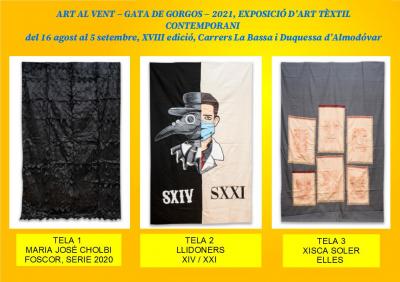 ART AL VENT – GATA DE GORGOS – 2021, EXPOSICIÓ D'ART TÈXTIL
CONTEMPORANI
del 16 agost al 5 setembre, XVIII edició, Carrers La Bassa i Duquessa d'Almodóvar
SXIV
SXXI
TELA 1
MARIA JOSÉ CHOLBI
FOSCOR, SERIE 2020
TELA 2
LLIDONERS
XIV / XXI
TELA 3
XISCA SOLER
ELLES